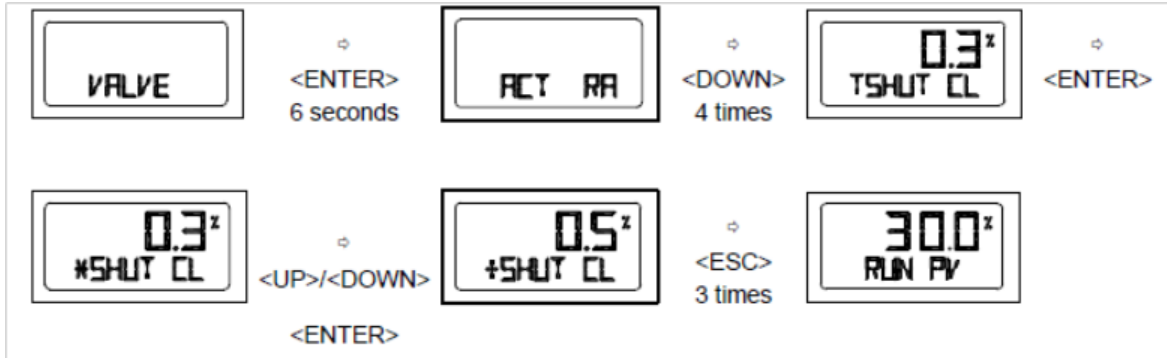 VALVE
⇨
<ENTER>
6 seconds
ACT RA
⇨
<DOWN>
4 times
0.3%
TSHUT CL
⇨
<ENTER>
0.3%
*SHUT CL
⇨
<UP>/<DOWN>
<ENTER>
0.5%
+SHUT CL
⇨
<ESC>
3 times
30.0%
RUN PV